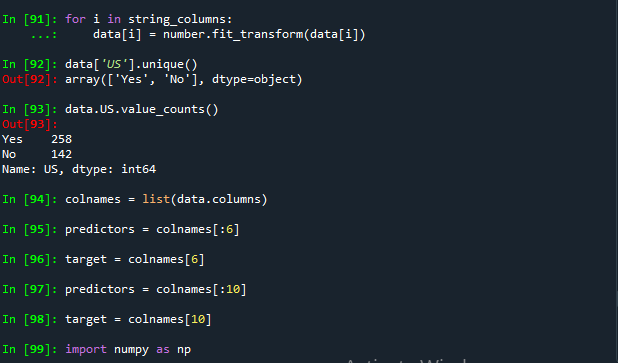 In [91]: for i in string_columns:
    ...:     data[i] = number.fit_transform(data[i])
In [92]: data['US'].unique()
Out[92]: array(['Yes', 'No'], dtype=object)
In [93]: data.US.value_counts()
Out[93]:
Yes    258
No     142
Name: US, dtype: int64
In [94]: colnames = list(data.columns)
In [95]: predictors = colnames[:6]
In [96]: target = colnames[6]
In [97]: predictors = colnames[:10]
In [98]: target = colnames[10]
In [99]: import numpy as np